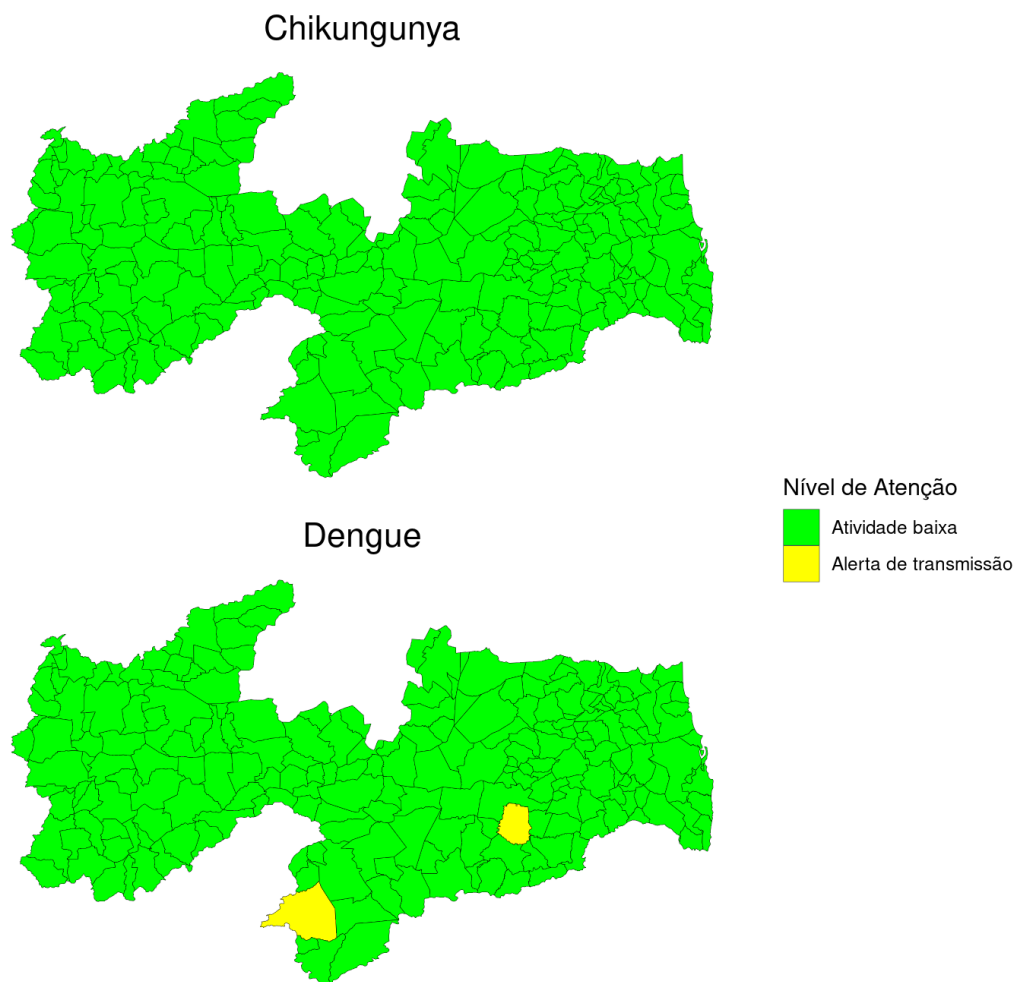 Chikungunya
Nível de Atenção
Atividade baixa
Alerta de transmissão
Dengue